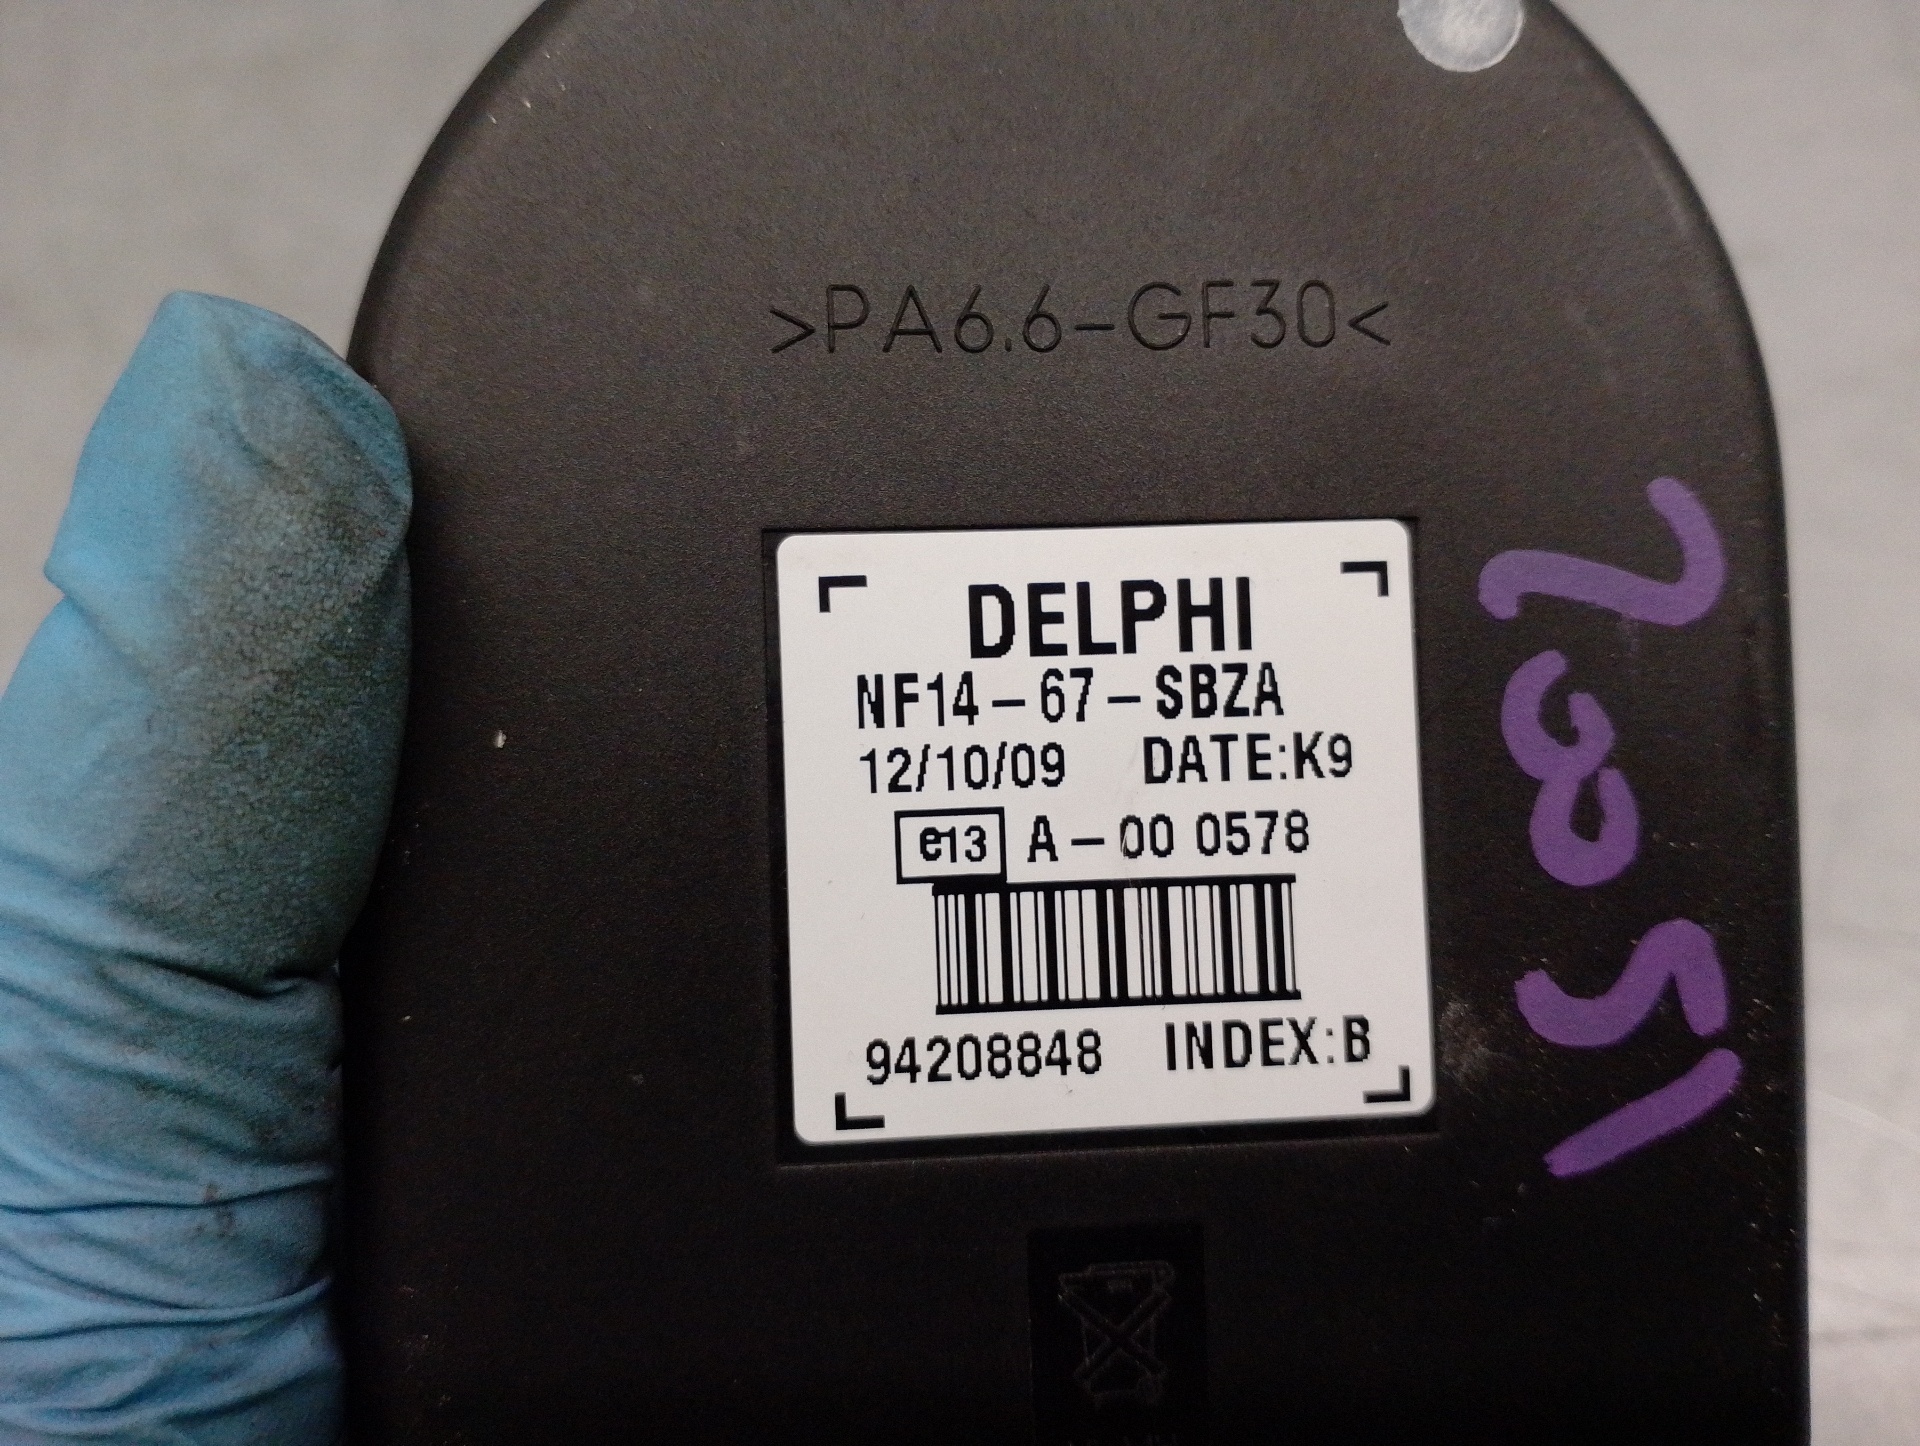 >PA6.6-GF30<
DELPHI
NF14-67-SBZA
12/10/09 DATE:K9
e13 A-00 0578
94208848 INDEX:B